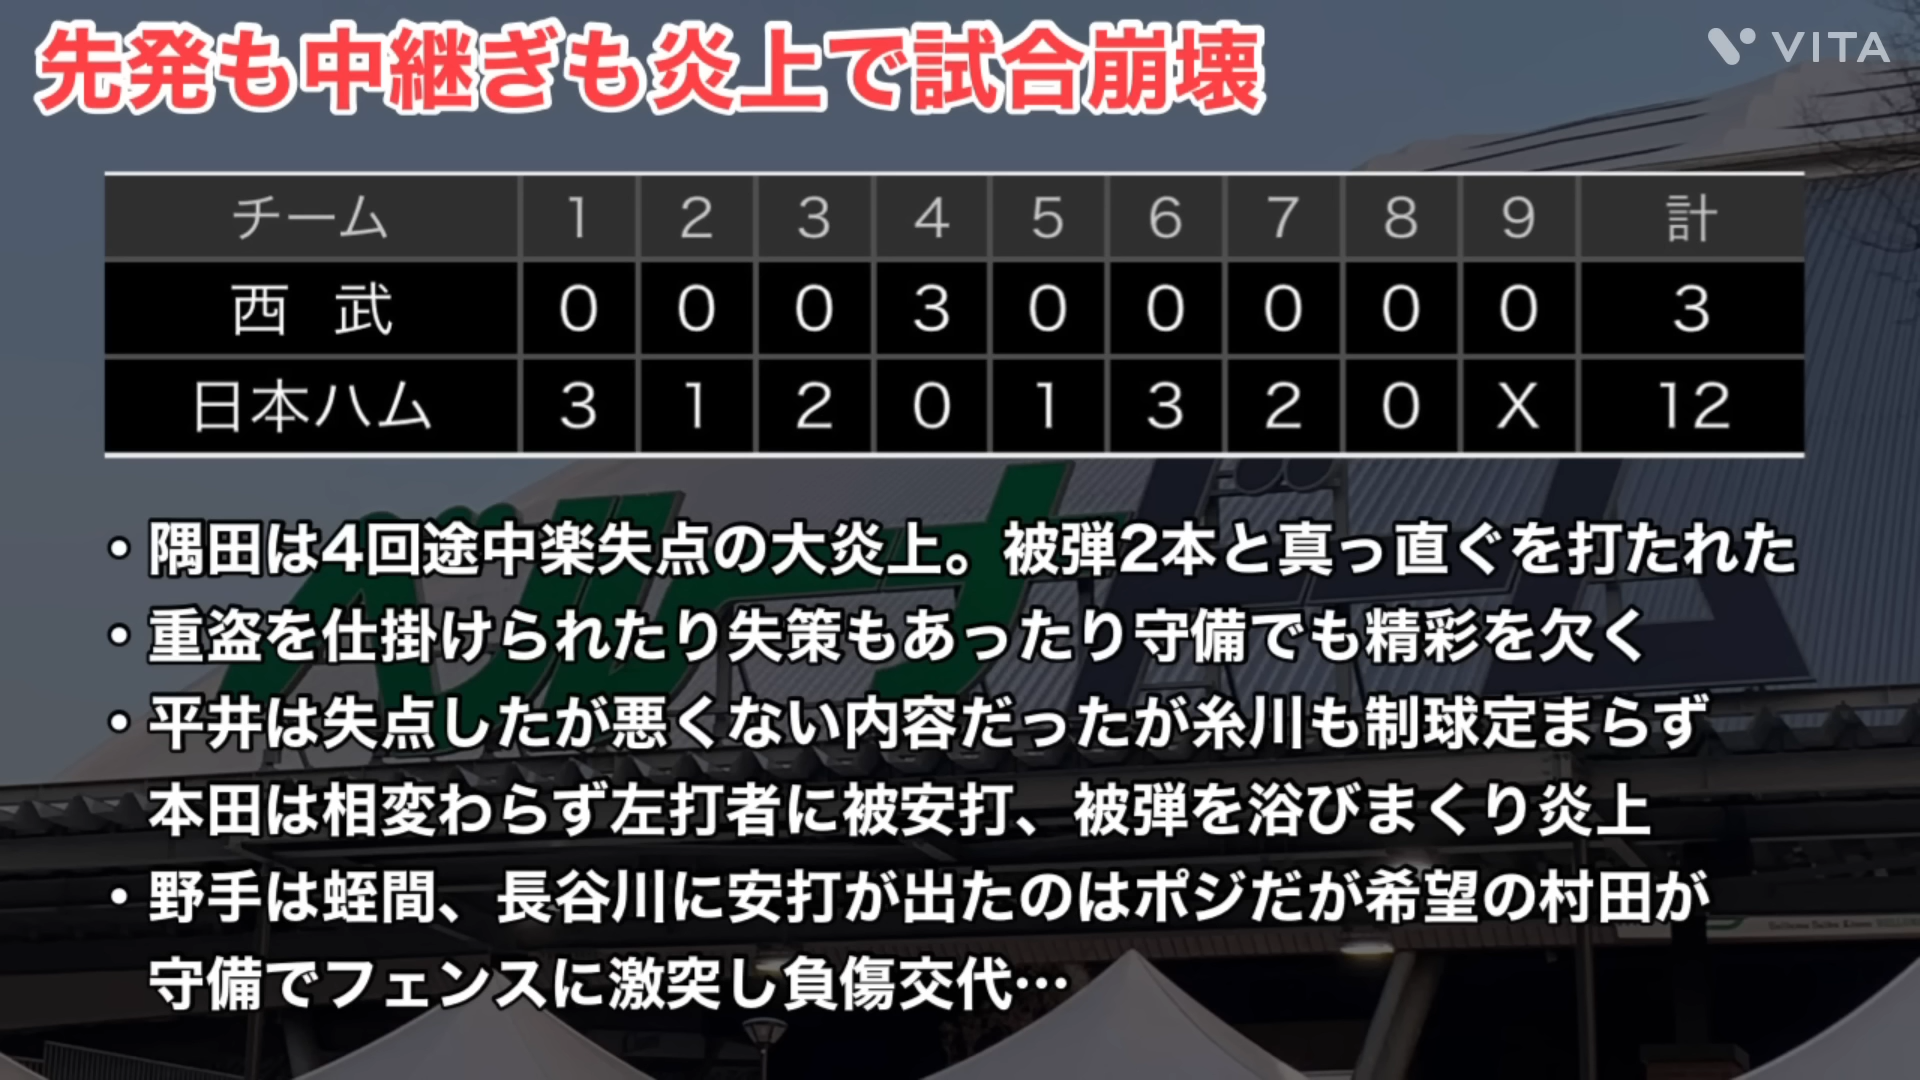 先発も中継ぎも炎上で試合崩壊
VITA
チーム 1 2 3 4 5 6 7 8 9 計
西 武 0 0 0 3 0 0 0 0 0 3
日本ハム 3 1 2 0 1 3 2 0 X 12
・隅田は4回途中楽失点の大炎上。被弾2本と真っ直ぐを打たれた
・重盗を仕掛けられたり失策もあったり守備でも精彩を欠く
・平井は失点したが悪くない内容だったが糸川も制球定まらず
本田は相変わらず左打者に被安打、被弾を浴びまくり炎上
・野手は蛭間、長谷川に安打が出たのはポジだが希望の村田が
守備でフェンスに激突し負傷交代…
ベルーナドーム